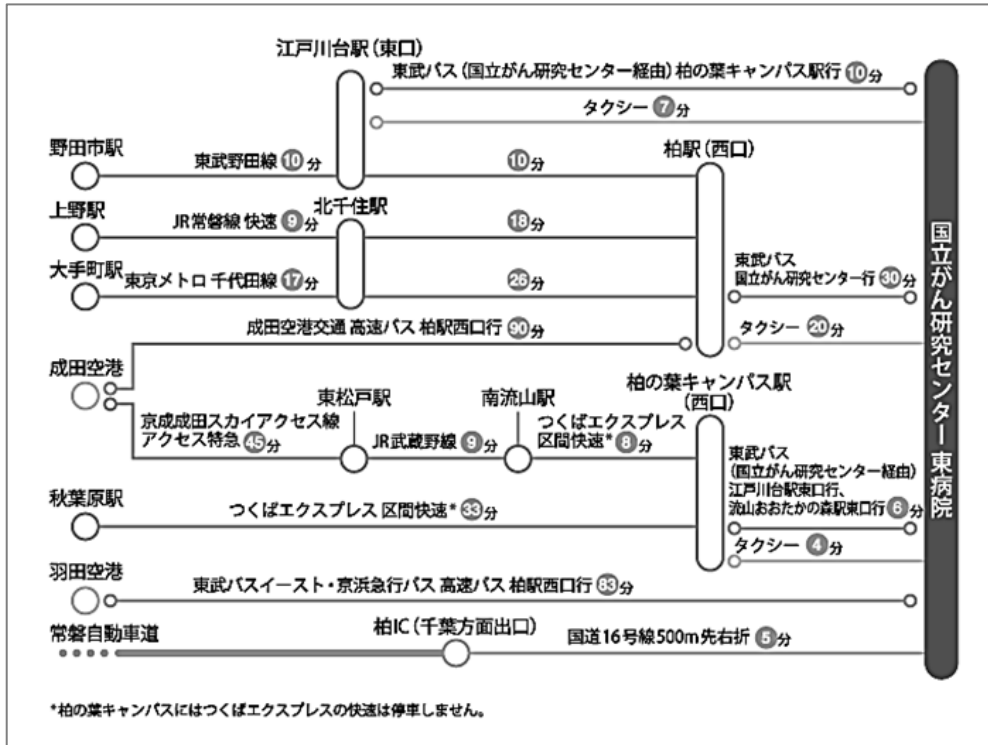 江戸川台駅（東口）
東武バス（国立がん研究センター経由）柏の葉キャンパス駅行 10分
タクシー 7分
野田市駅
東武野田線 10分
10分
柏駅（西口）
上野駅
JR常磐線 快速 9分
北千住駅
18分
大手町駅
東京メトロ 千代田線 17分
26分
東武バス
国立がん研究センター行 30分
成田空港交通 高速バス 柏駅西口行 90分
タクシー 20分
成田空港
東松戸駅
南流山駅
柏の葉キャンパス駅
（西口）
京成成田スカイアクセス線
アクセス特急 45分
JR武蔵野線 9分
つくばエクスプレス
区間快速* 8分
東武バス
（国立がん研究センター経由）
江戸川台駅東口行、
流山おおたかの森駅東口行 6分
秋葉原駅
つくばエクスプレス 区間快速* 33分
タクシー 4分
羽田空港
東武バスイースト・京浜急行バス 高速バス 柏駅西口行 83分
常磐自動車道
柏IC（千葉方面出口）
国道16号線500m先右折 5分
国立がん研究センター 東病院
*柏の葉キャンパスにはつくばエクスプレスの快速は停車しません。